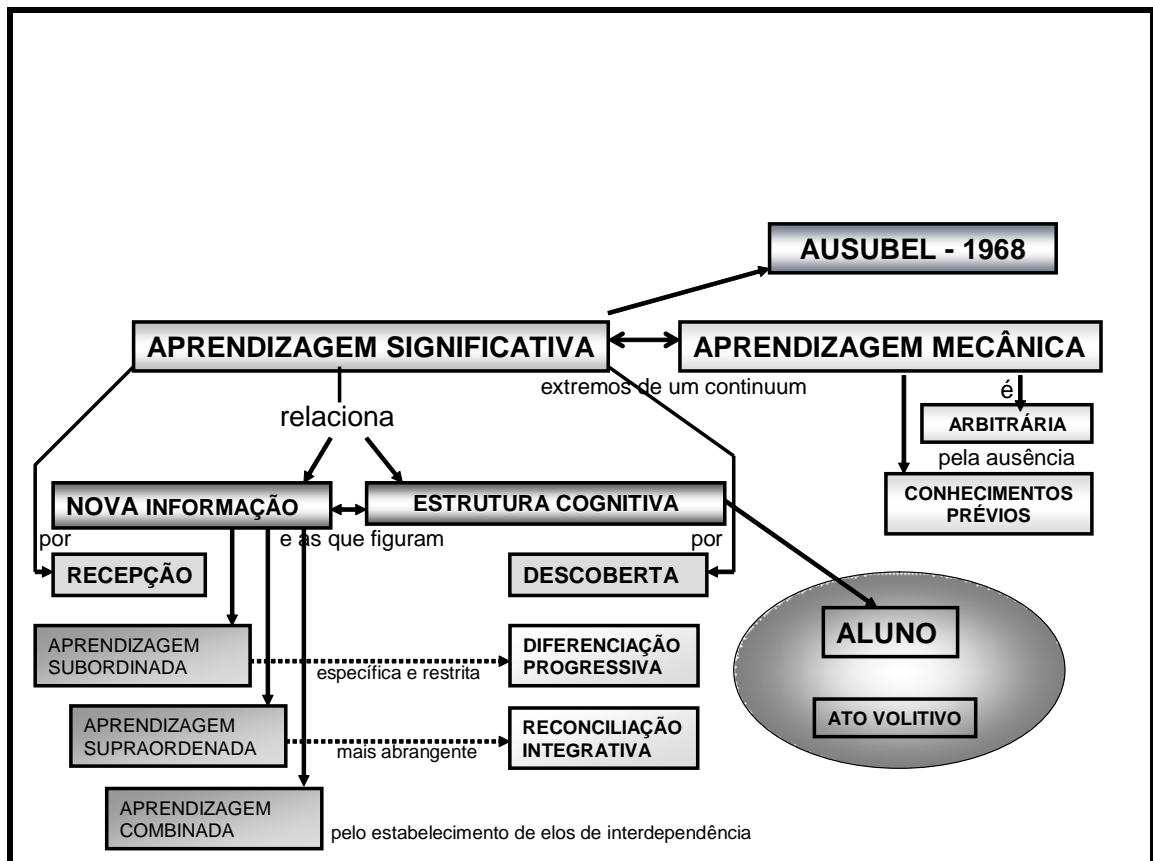 AUSUBEL - 1968
APRENDIZAGEM SIGNIFICATIVA
APRENDIZAGEM MECÂNICA
extremos de um continuum
é
relaciona
ARBITRÁRIA
pela ausência
CONHECIMENTOS
PRÉVIOS
NOVA INFORMAÇÃO
ESTRUTURA COGNITIVA
por
e as que figuram
por
RECEPÇÃO
DESCOBERTA
ALUNO
APRENDIZAGEM
SUBORDINADA
específica e restrita
DIFERENCIAÇÃO
PROGRESSIVA
ATO VOLITIVO
APRENDIZAGEM
SUPRAORDENADA
mais abrangente
RECONCILIAÇÃO
INTEGRATIVA
APRENDIZAGEM
COMBINADA
pelo estabelecimento de elos de interdependência